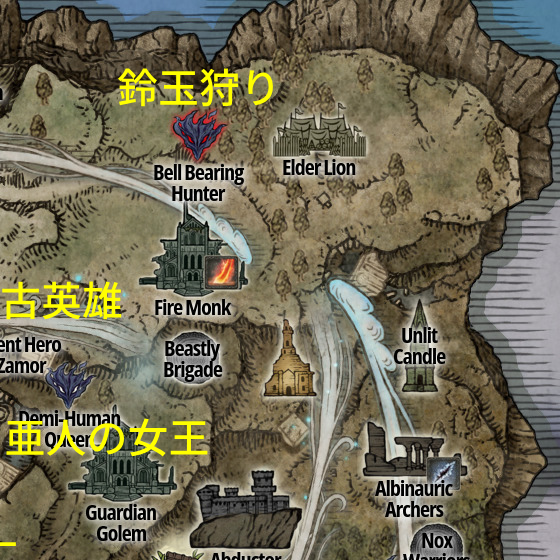 鈴玉狩り
Bell Bearing
Hunter
Elder Lion
Fire Monk
古英雄
ent Hero
Zamor
Beastly
Brigade
Unlit
Candle
Demi-Human
亜人の女王
Guardian
Golem
Albinauric
Archers
Nox
Warriors
Abductor